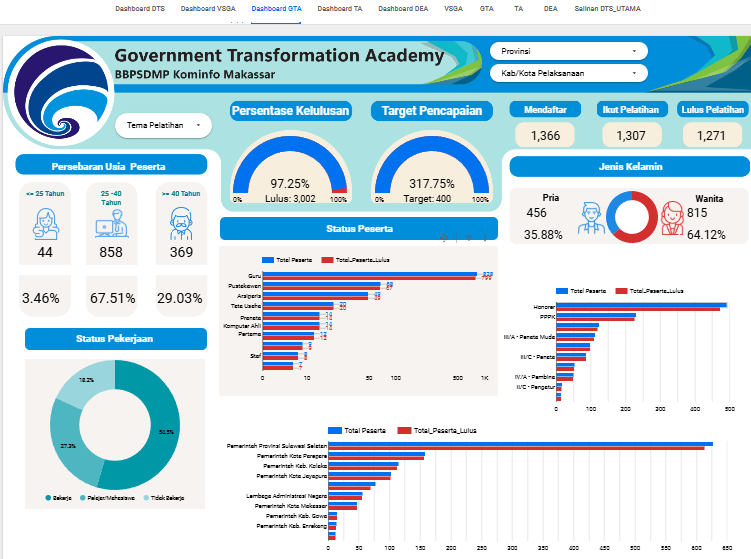 Dashboard DTS Dashboard VSGA Dashboard GTA Dashboard TA Dashboard DEA VSGA GTA TA DEA Salinan DTS_UTAMA
Government Transformation Academy
BBPSDMP Kominfo Makassar
Provinsi
Kab/Kota Pelaksanaan
Tema Pelatihan
Persentase Kelulusan
97.25%
0% Lulus: 3,002 100%
Target Pencapaian
317.75%
0% Target: 400 100%
Mendaftar Ikut Pelatihan Lulus Pelatihan
1,366 1,307 1,271
Persebaran Usia Peserta
<= 25 Tahun 25 -40 Tahun >= 40 Tahun
44 858 369
3.46% 67.51% 29.03%
Jenis Kelamin
Pria Wanita
456 815
35.88% 64.12%
Status Peserta
Total Peserta Total_Peserta_Lulus
Guru
Pustakawan
Arsiparis
Tata Usaha
Pranata
Komputer Ahli
Pertama
Staf
0 10 50 100 500 1K
Total Peserta Total_Peserta_Lulus
Honorer
PPPK
III/A - Penata Muda
III/C - Penata
IV/A - Pembina
II/C - Pengatur
0 100 200 300 400 500
Status Pekerjaan
18.2%
27.3%
54.5%
Bekerja Pelajar/Mahasiswa Tidak Bekerja
Total Peserta Total_Peserta_Lulus
Pemerintah Provinsi Sulawesi Selatan
Pemerintah Kota Parepare
Pemerintah Kab. Kolaka
Pemerintah Kota Jayapura
Lembaga Administrasi Negara
Pemerintah Kota Makassar
Pemerintah Kab. Gowa
Pemerintah Kab. Enrekang
0 50 100 150 200 250 300 350 400 450 500 550 600 650